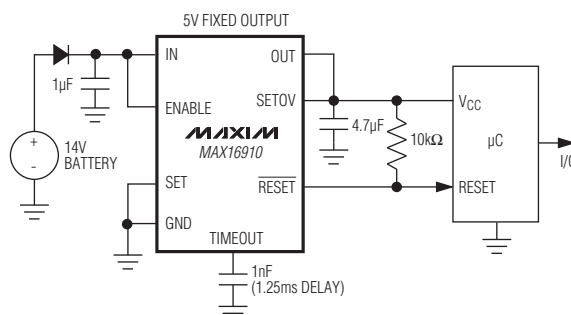 5V FIXED OUTPUT
IN
OUT
1µF
ENABLE
SETOV
VCC
4.7µF
10kΩ
µC
MAXIM
MAX16910
+
-
14V
BATTERY
I/O
SET
RESET
RESET
GND
TIMEOUT
1nF
(1.25ms DELAY)